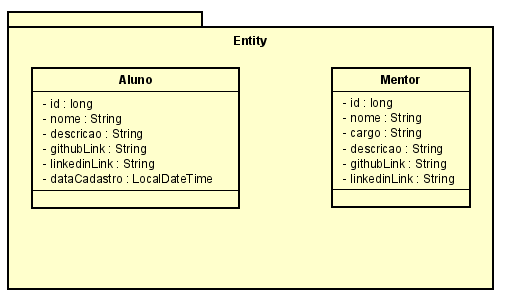 Entity
Aluno
- id : long
- nome : String
- descricao : String
- githubLink : String
- linkedinLink : String
- dataCadastro : LocalDateTime
Mentor
- id : long
- nome : String
- cargo : String
- descricao : String
- githubLink : String
- linkedinLink : String